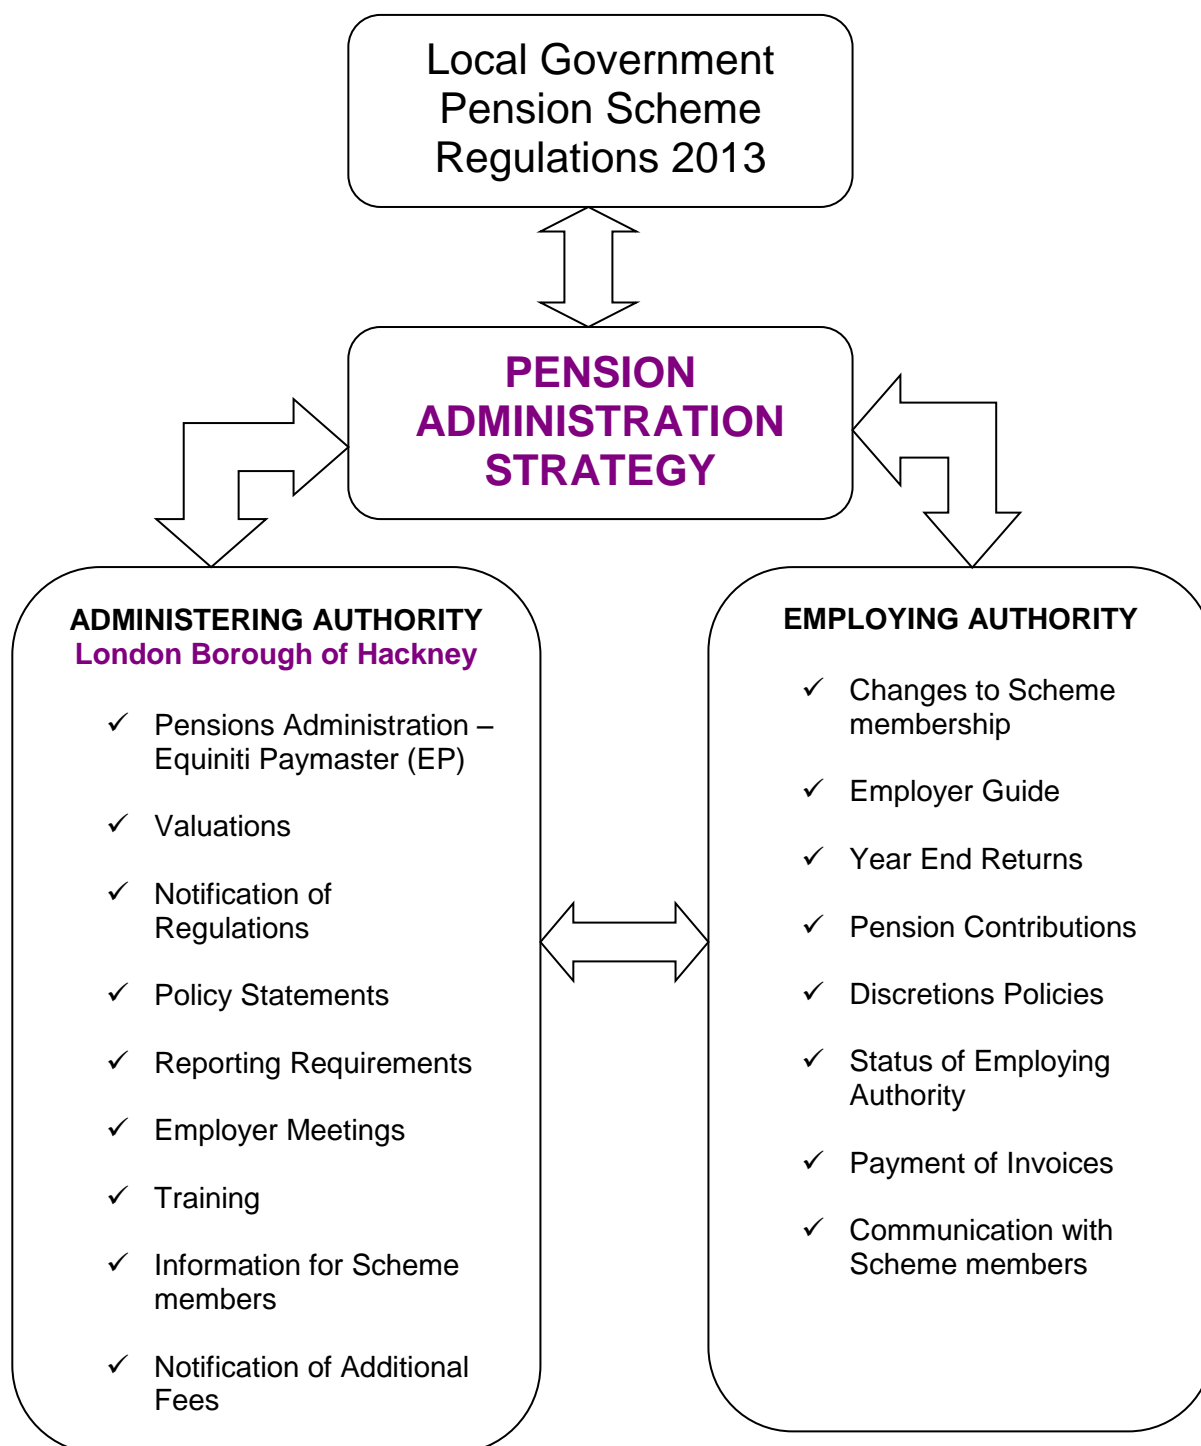 Local Government
Pension Scheme
Regulations 2013
PENSION
ADMINISTRATION
STRATEGY
ADMINISTERING AUTHORITY
London Borough of Hackney
✓ Pensions Administration –
Equiniti Paymaster (EP)
✓ Valuations
✓ Notification of
Regulations
✓ Policy Statements
✓ Reporting Requirements
✓ Employer Meetings
✓ Training
✓ Information for Scheme
members
✓ Notification of Additional
Fees
EMPLOYING AUTHORITY
✓ Changes to Scheme
membership
✓ Employer Guide
✓ Year End Returns
✓ Pension Contributions
✓ Discretions Policies
✓ Status of Employing
Authority
✓ Payment of Invoices
✓ Communication with
Scheme members